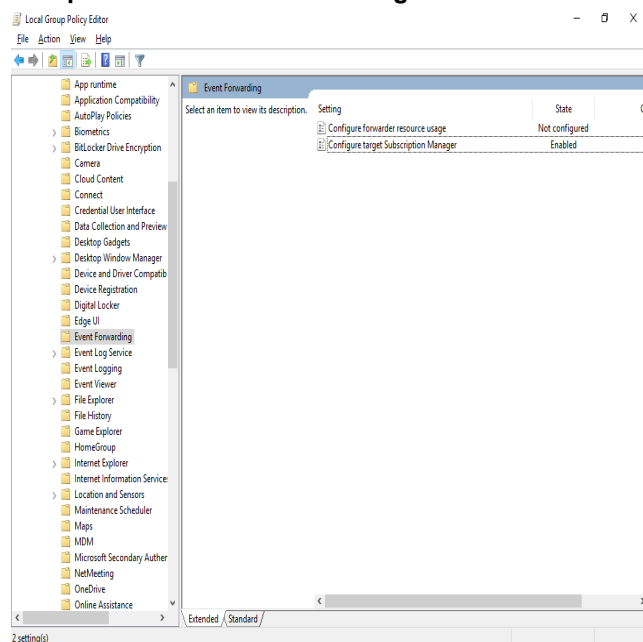 Local Group Policy Editor
File Action View Help
App runtime
Application Compatibility
AutoPlay Policies
Biometrics
BitLocker Drive Encryption
Camera
Cloud Content
Connect
Credential User Interface
Data Collection and Preview
Desktop Gadgets
Desktop Window Manager
Device and Driver Compatib
Device Registration
Digital Locker
Edge UI
Event Forwarding
Event Log Service
Event Logging
Event Viewer
File Explorer
File History
Game Explorer
HomeGroup
Internet Explorer
Internet Information Service
Location and Sensors
Maintenance Scheduler
Maps
MDM
Microsoft Secondary Auther
NetMeeting
OneDrive
Online Assistance
Event Forwarding
Select an item to view its description.
Setting State
Configure forwarder resource usage Not configured
Configure target Subscription Manager Enabled
Extended Standard
2 setting(s)